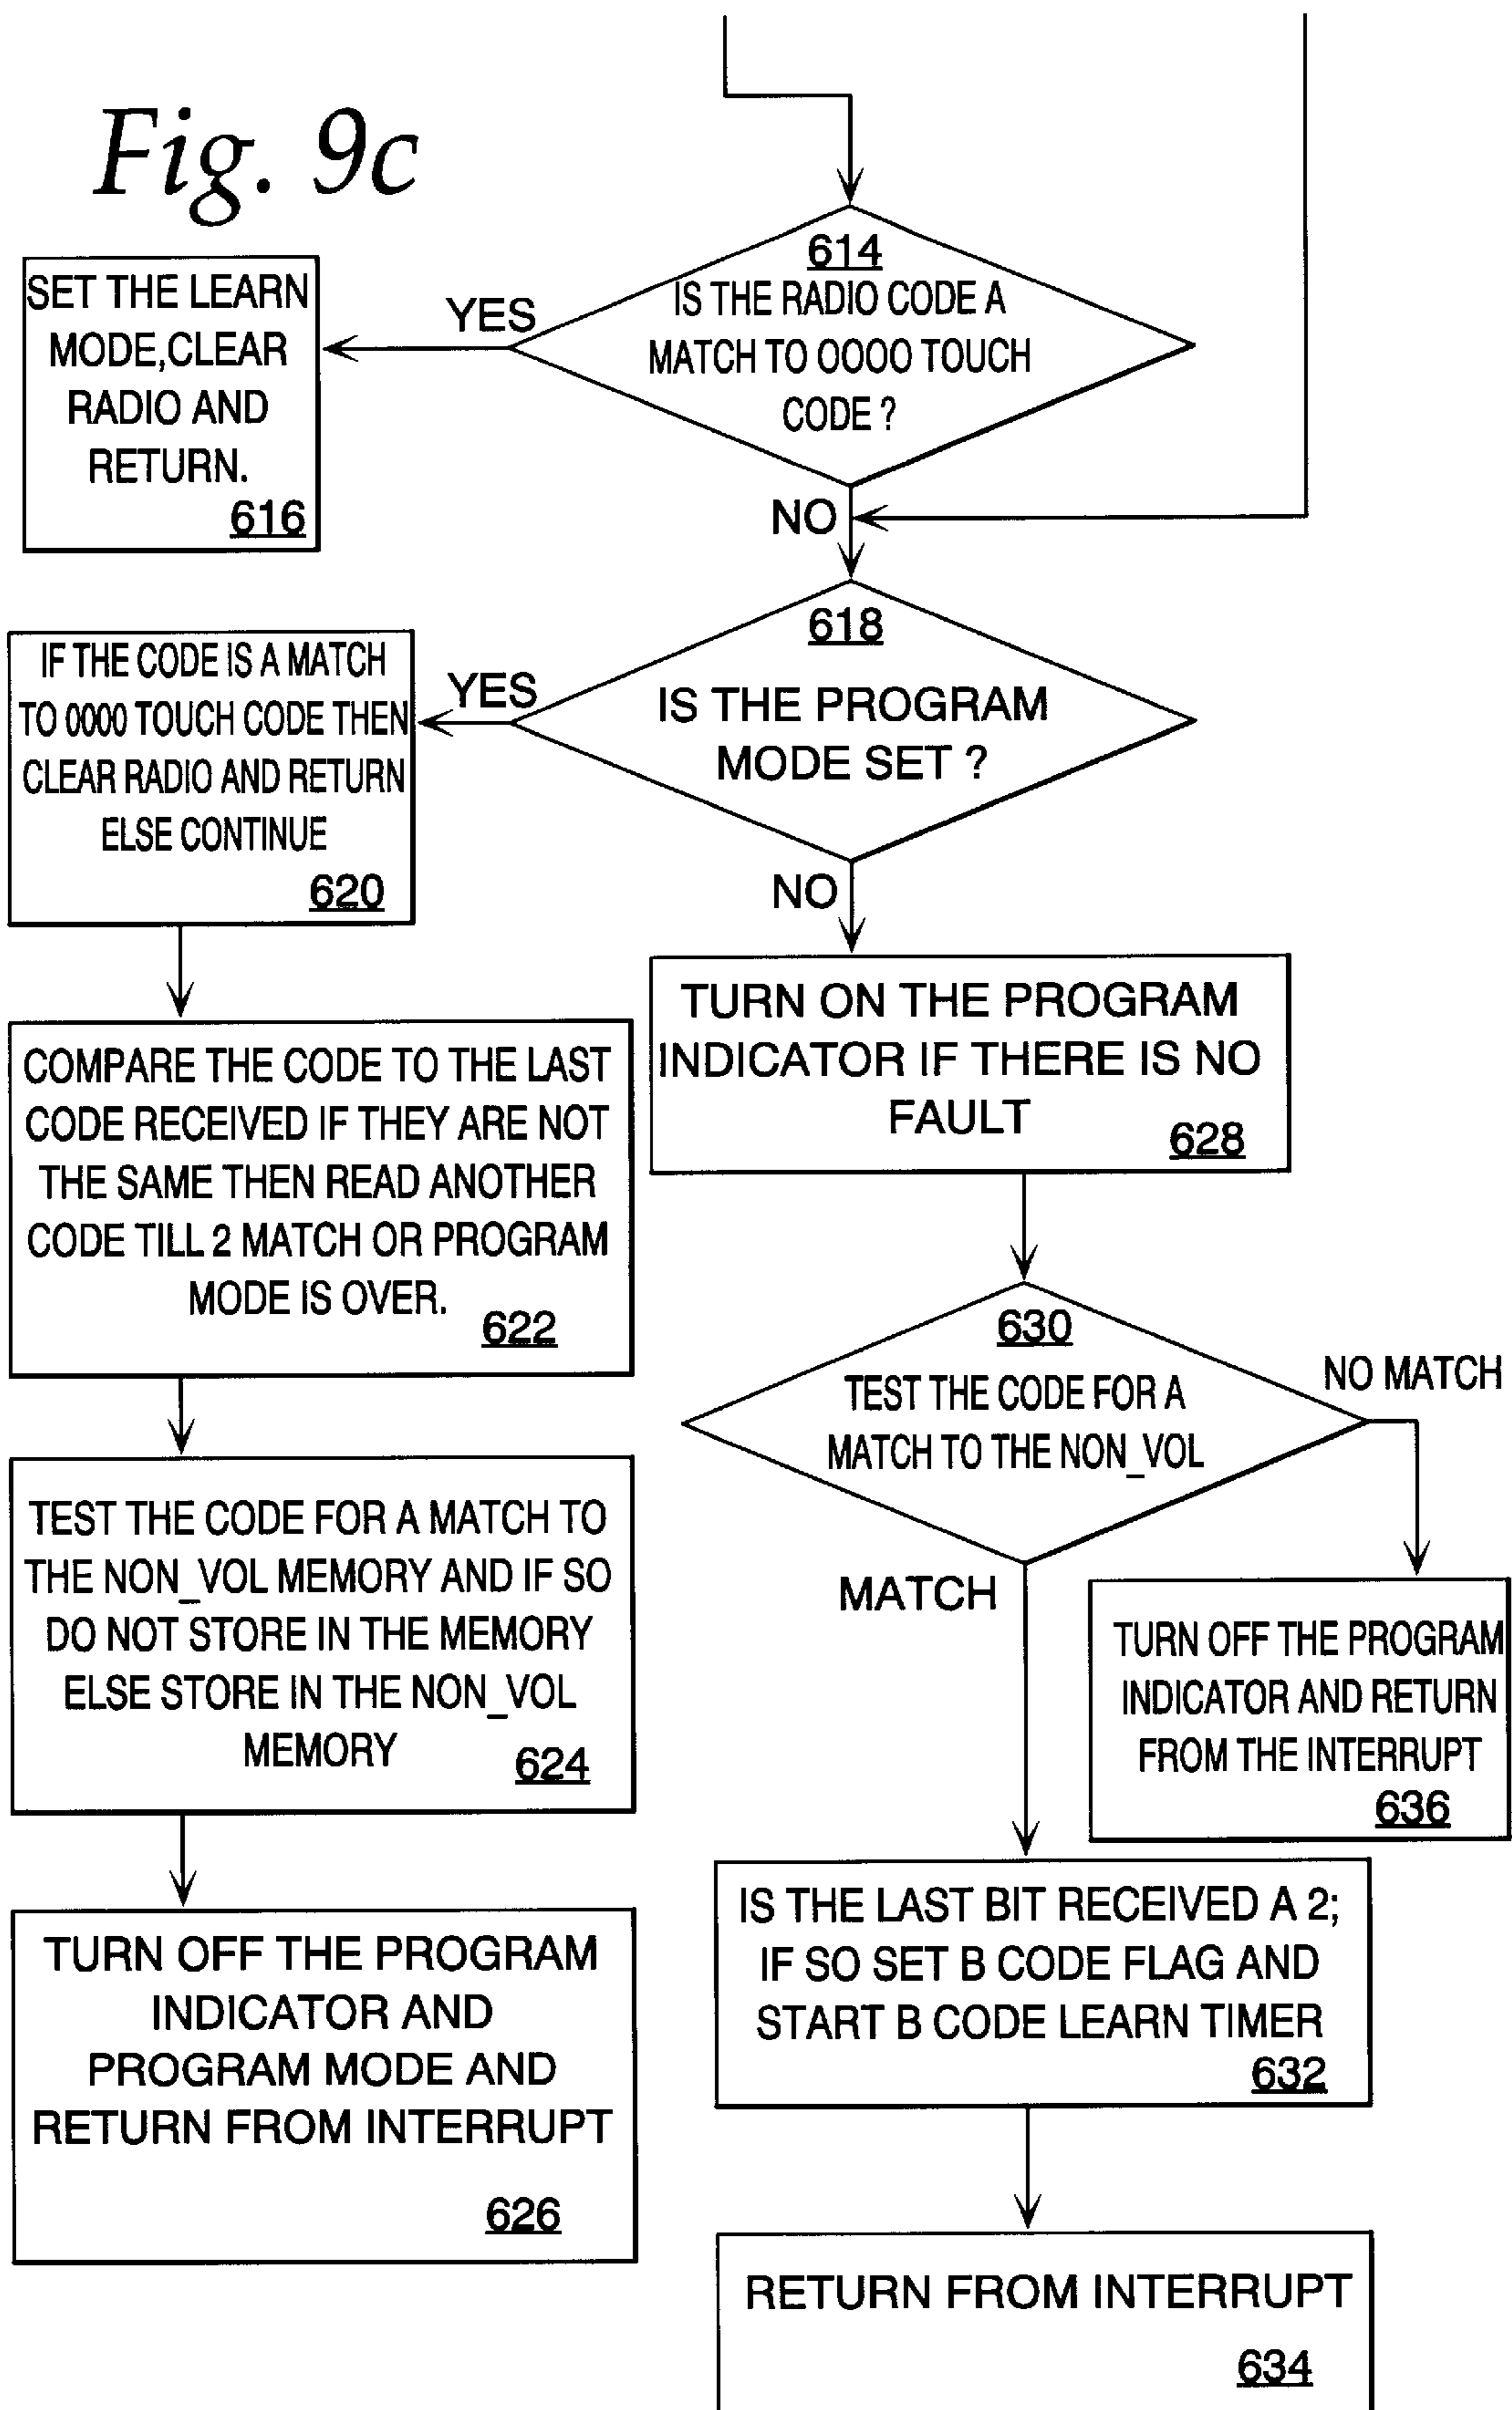 Fig. 9c
614
IS THE RADIO CODE A
MATCH TO 0000 TOUCH
CODE ?
YES
SET THE LEARN
MODE,CLEAR
RADIO AND
RETURN.
616
NO
618
IS THE PROGRAM
MODE SET ?
YES
IF THE CODE IS A MATCH
TO 0000 TOUCH CODE THEN
CLEAR RADIO AND RETURN
ELSE CONTINUE
620
NO
COMPARE THE CODE TO THE LAST
CODE RECEIVED IF THEY ARE NOT
THE SAME THEN READ ANOTHER
CODE TILL 2 MATCH OR PROGRAM
MODE IS OVER.
622
TEST THE CODE FOR A MATCH TO
THE NON_VOL MEMORY AND IF SO
DO NOT STORE IN THE MEMORY
ELSE STORE IN THE NON_VOL
MEMORY
624
TURN OFF THE PROGRAM
INDICATOR AND
PROGRAM MODE AND
RETURN FROM INTERRUPT
626
TURN ON THE PROGRAM
INDICATOR IF THERE IS NO
FAULT
628
630
TEST THE CODE FOR A
MATCH TO THE NON_VOL
NO MATCH
MATCH
TURN OFF THE PROGRAM
INDICATOR AND RETURN
FROM THE INTERRUPT
636
IS THE LAST BIT RECEIVED A 2;
IF SO SET B CODE FLAG AND
START B CODE LEARN TIMER
632
RETURN FROM INTERRUPT
634